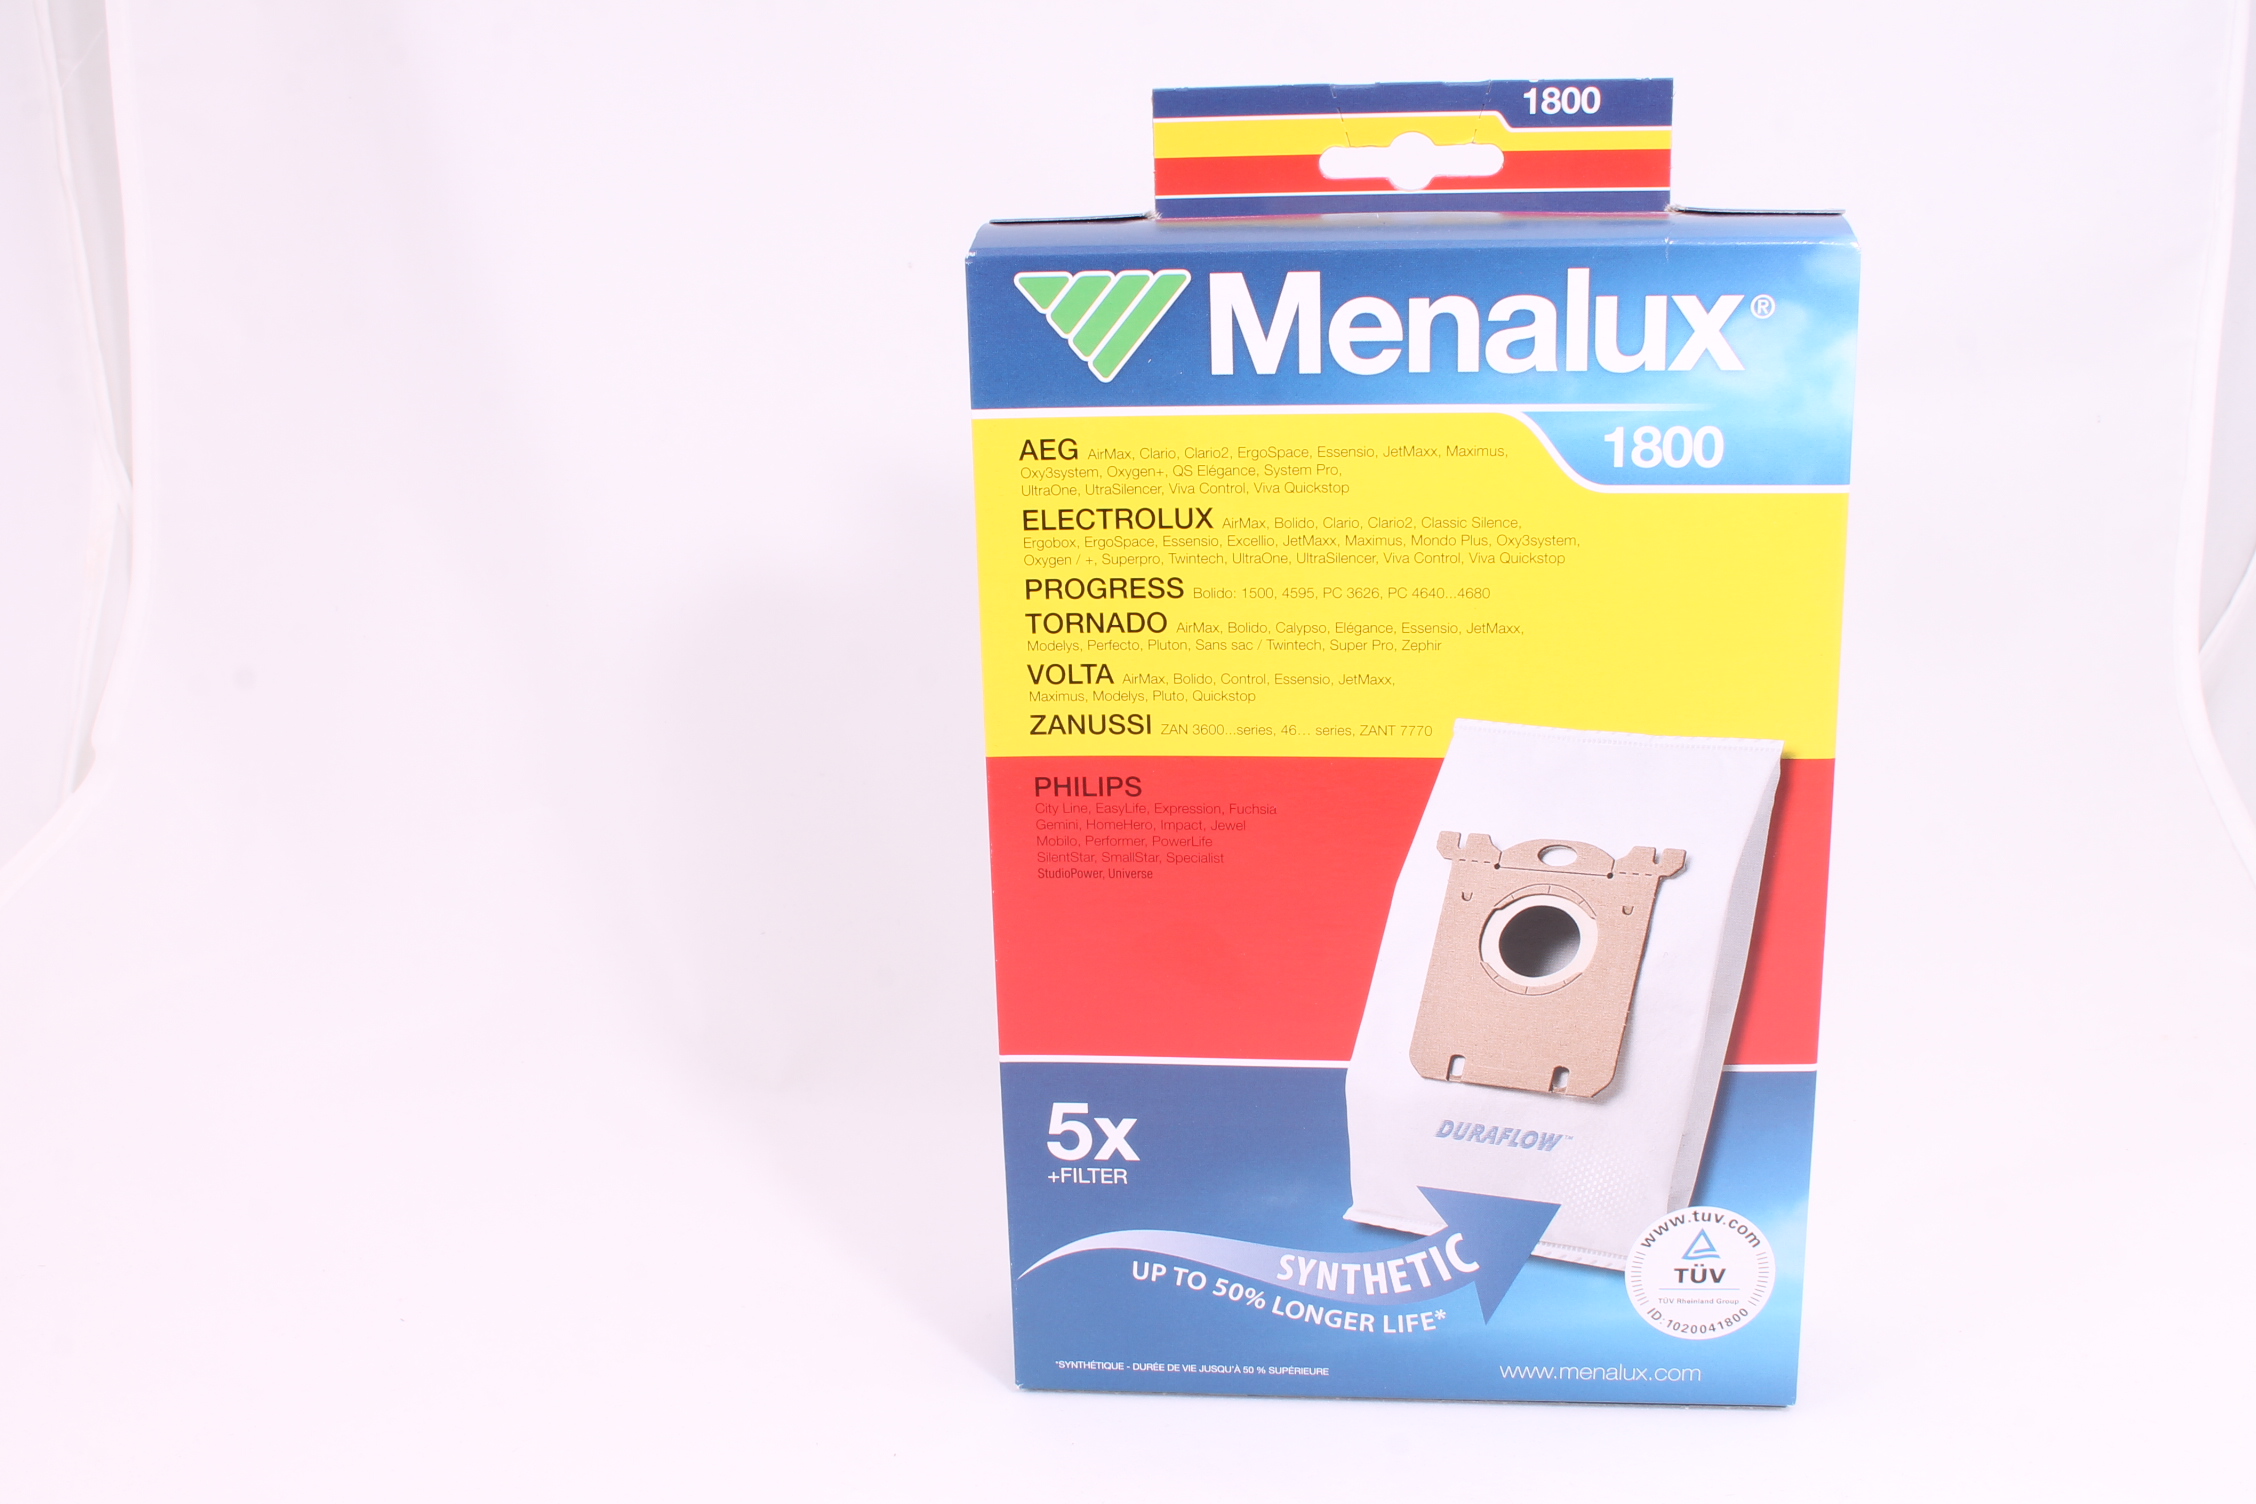 1800
Menalux®
1800
AEG AirMax, Clario, Clario2, ErgoSpace, Essensio, JetMaxx, Maximus,
Oxy3system, Oxygen+, QS Elégance, System Pro,
UltraOne, UtraSilencer, Viva Control, Viva Quickstop
ELECTROLUX AirMax, Bolido, Clario, Clario2, Classic Silence,
Ergobox, ErgoSpace, Essensio, Excellio, JetMaxx, Maximus, Mondo Plus, Oxy3system,
Oxygen / +, Superpro, Twintech, UltraOne, UltraSilencer, Viva Control, Viva Quickstop
PROGRESS Bolido: 1500, 4595, PC 3626, PC 4640...4680
TORNADO AirMax, Bolido, Calypso, Elégance, Essensio, JetMaxx,
Modelys, Perfecto, Pluton, Sans sac / Twintech, Super Pro, Zephir
VOLTA AirMax, Bolido, Control, Essensio, JetMaxx,
Maximus, Modelys, Pluto, Quickstop
ZANUSSI ZAN 3600...series, 46... series, ZANT 7770
PHILIPS
City Line, EasyLife, Expression, Fuchsia
Gemini, HomeHero, Impact, Jewel
Mobilo, Performer, PowerLife
SilentStar, SmallStar, Specialist
StudioPower, Universe
5x
+FILTER
DURAFLOW™
SYNTHETIC
UP TO 50% LONGER LIFE*
www.tuv.com
TÜV
TÜV Rheinland Group
ID:1020041800
*SYNTHÉTIQUE - DURÉE DE VIE JUSQU'À 50 % SUPÉRIEURE
www.menalux.com